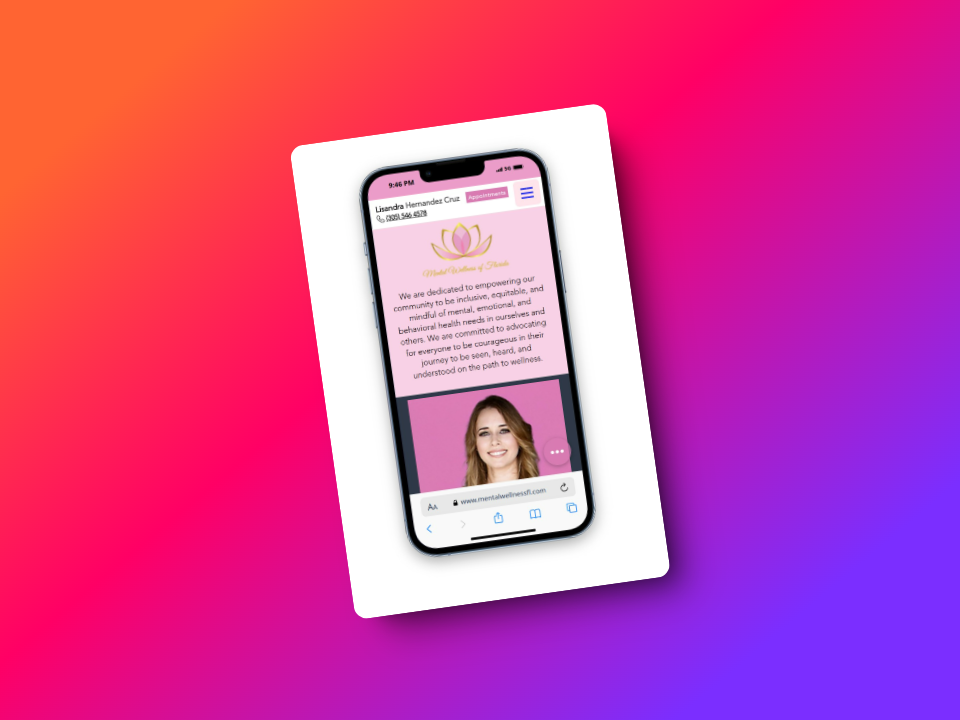 9:46 PM
5G
Lisandra Hernandez Cruz
Appointments
(305) 546 4578
Mental Wellness of Florida
We are dedicated to empowering our
community to be inclusive, equitable, and
mindful of mental, emotional, and
behavioral health needs in ourselves and
others. We are committed to advocating
for everyone to be courageous in their
journey to be seen, heard, and
understood on the path to wellness.
AA
www.mentalwellnessfl.com